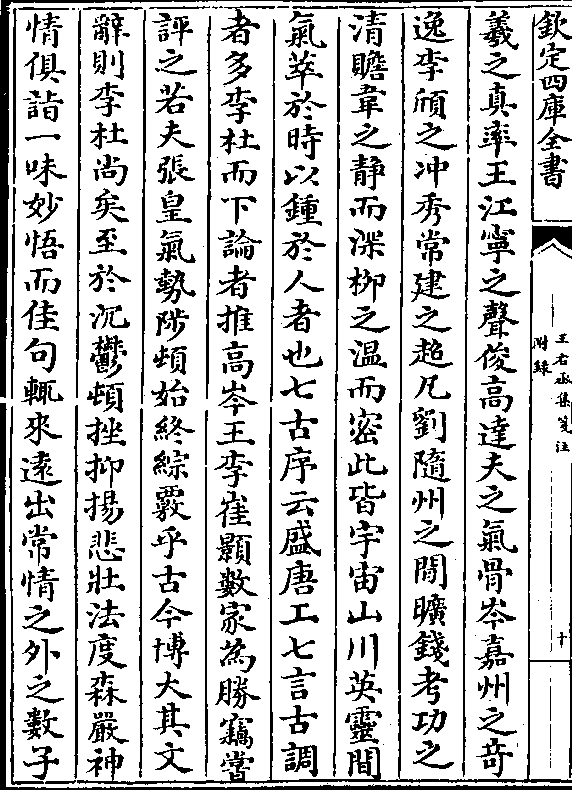 欽定四庫全書
王右丞集箋注
附錄
十
羲之真率王江寧之聲俊高達夫之氣骨岑嘉州之奇
逸李頎之冲秀常建之超凡劉隨州之閒曠錢考功之
清贍韋之静而深栁之温而密此皆宇宙山川英靈間
氣萃於時以鍾於人者也七古序云盛唐工七言古調
者多李杜而下論者推高岑王李崔顥數家為勝竊嘗
評之若夫張皇氣勢陟頓始終綜覈乎古今博大其文
辭則李杜尚矣至於沉鬱頓挫抑揚悲壯法度森嚴神
情俱詣一味妙悟而佳句輒來遠出常情之外之數子